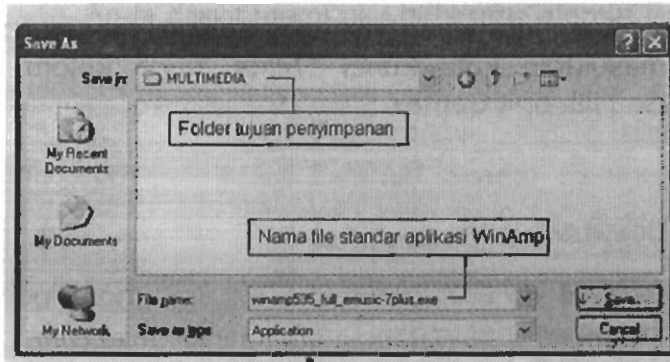 Save As
Save in: MULTIMEDIA
Folder tujuan penyimpanan
My Recent
Documents
My Documents
Nama file standar aplikasi WinAmp
My Network
File name: winamp535_full_emusic-7plus.exe
Save
Save as type: Application
Cancel